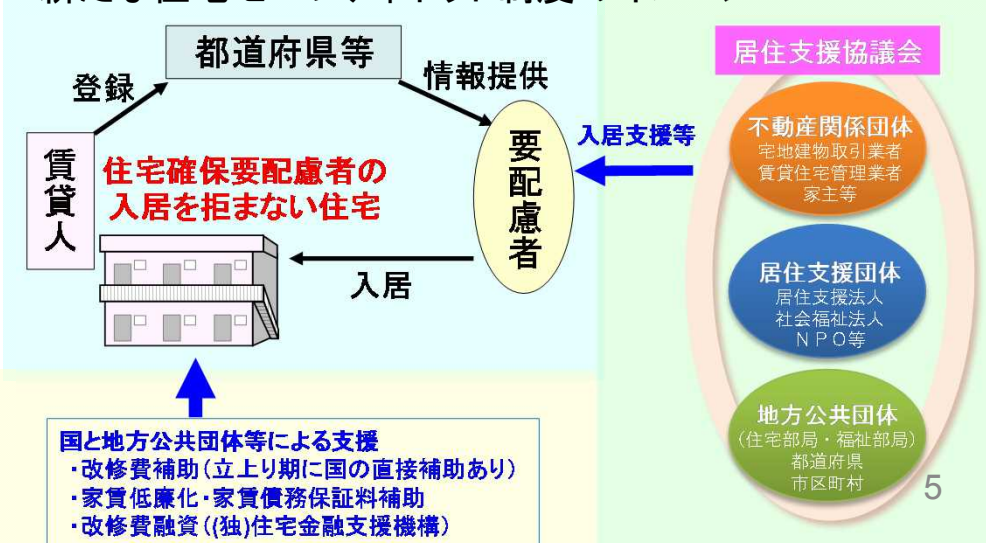 都道府県等
登録
情報提供
賃貸人
住宅確保要配慮者の
入居を拒まない住宅
要配慮者
入居
入居支援等
国と地方公共団体等による支援
・改修費補助(立上り期に国の直接補助あり)
・家賃低廉化・家賃債務保証料補助
・改修費融資((独)住宅金融支援機構)
居住支援協議会
不動産関係団体
宅地建物取引業者
賃貸住宅管理業者
家主等
居住支援団体
居住支援法人
社会福祉法人
ＮＰＯ等
地方公共団体
(住宅部局・福祉部局)
都道府県
市区町村
5